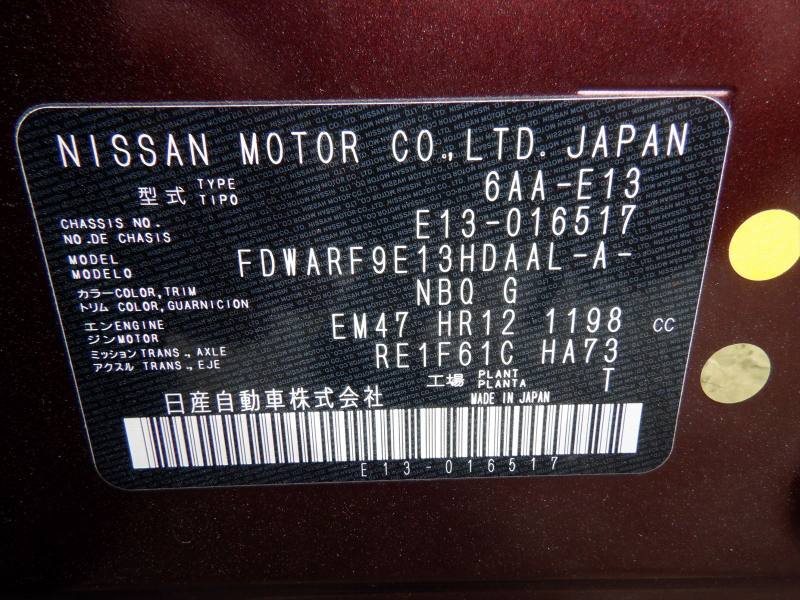 NISSAN MOTOR CO.,LTD. JAPAN
型式 TYPE TIPO 6AA-E13
CHASSIS NO. NO.DE CHASIS E13-016517
MODEL MODELO FDWARF9E13HDAAL-A-
カラー COLOR,TRIM トリム COLOR,GUARNICION NBQ G
エンジン ENGINE MOTOR EM47 HR12 1198 CC
ミッション TRANS.,AXLE アクスル TRANS.,EJE RE1F61C HA73
工場 PLANT PLANTA T
日産自動車株式会社 MADE IN JAPAN
E13-016517